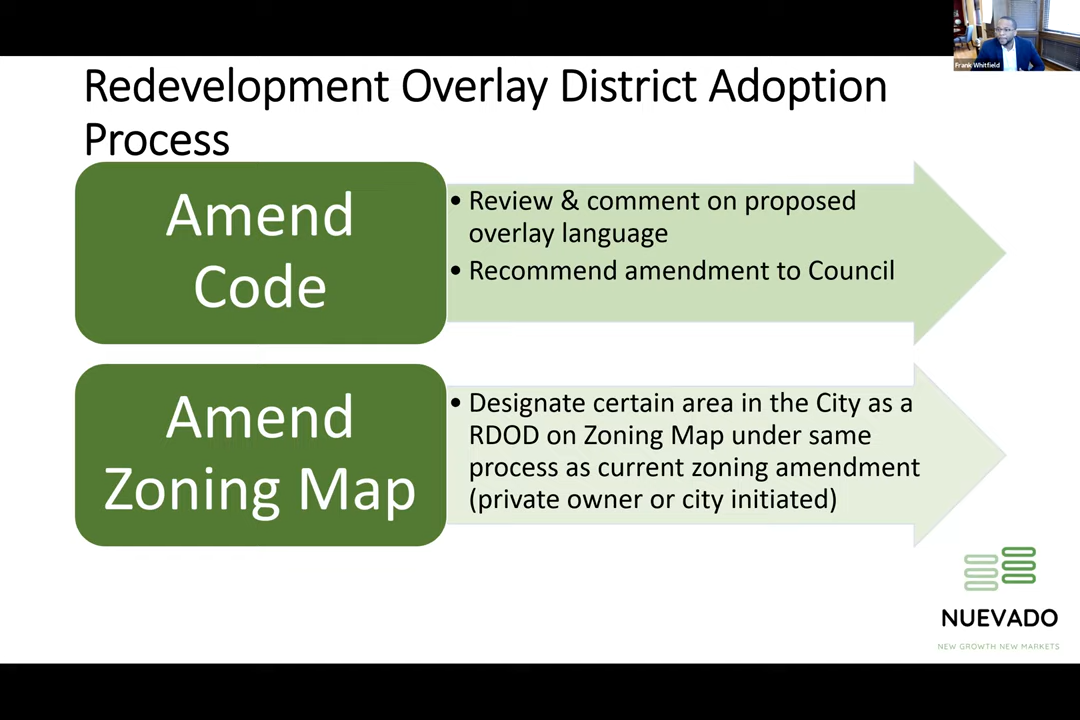 Frank Whitfield
Redevelopment Overlay District Adoption
Process
Amend
Code
• Review & comment on proposed
overlay language
• Recommend amendment to Council
Amend
Zoning Map
• Designate certain area in the City as a
RDOD on Zoning Map under same
process as current zoning amendment
(private owner or city initiated)
NUEVADO
NEW GROWTH NEW MARKETS